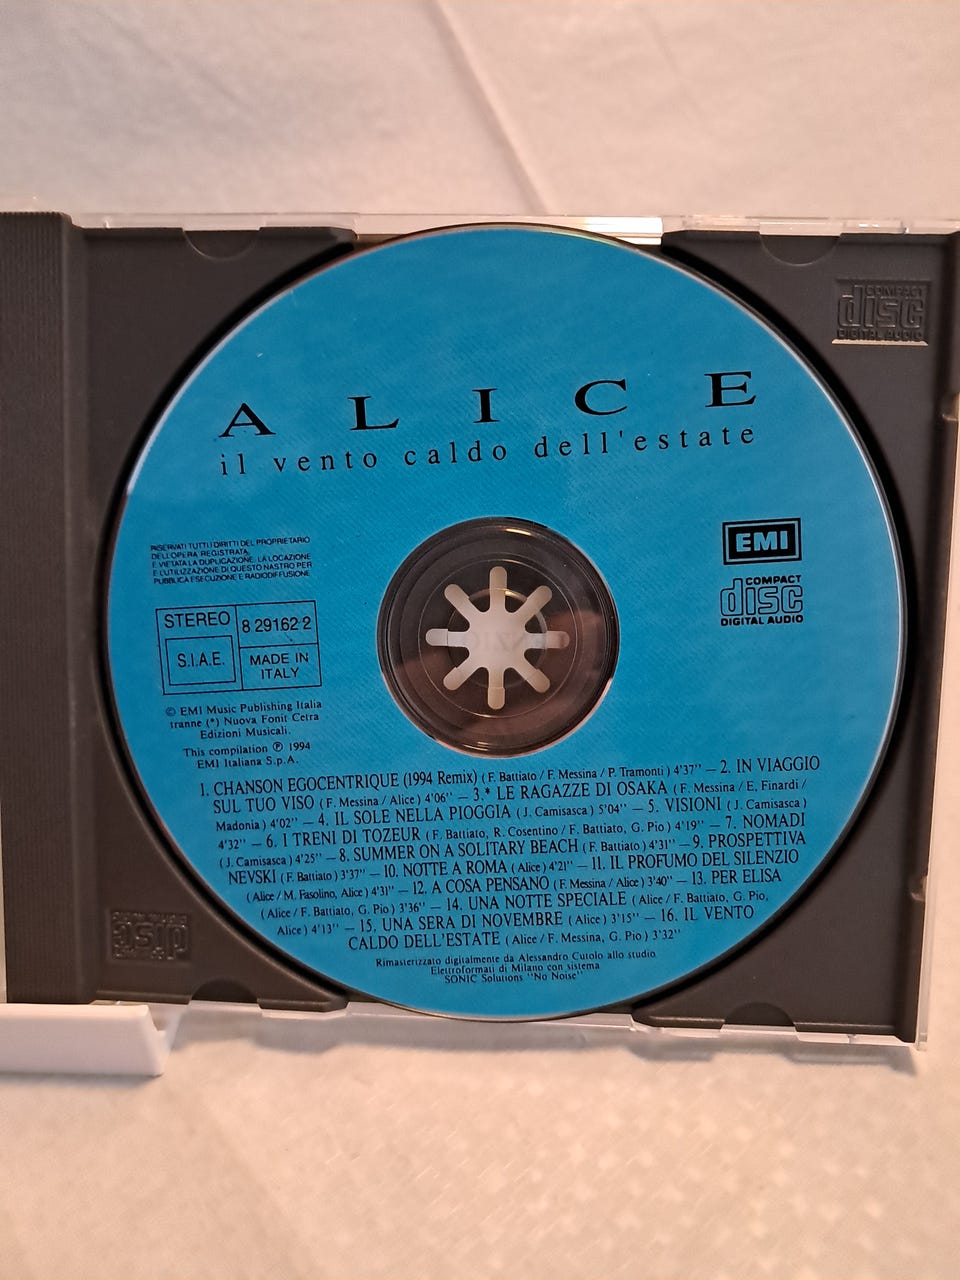 COMPACT
disc
DIGITAL AUDIO
ALICE
il vento caldo dell'estate
RISERVATI TUTTI I DIRITTI DEL PROPRIETARIO
DELL'OPERA REGISTRATA.
È VIETATA LA DUPLICAZIONE, LA LOCAZIONE
E L'UTILIZZAZIONE DI QUESTO NASTRO PER
PUBBLICA ESECUZIONE E RADIODIFFUSIONE
EMI
COMPACT
disc
DIGITAL AUDIO
STEREO
8 29162 2
S.I.A.E.
MADE IN
ITALY
© EMI Music Publishing Italia
tranne (*) Nuova Fonit Cetra
Edizioni Musicali.
This compilation ℗ 1994
EMI Italiana S.p.A.
1. CHANSON EGOCENTRIQUE (1994 Remix) ( F. Battiato / F. Messina / P. Tramonti ) 4'37'' – 2. IN VIAGGIO
SUL TUO VISO ( F. Messina / Alice ) 4'06'' – 3.* LE RAGAZZE DI OSAKA ( F. Messina / E. Finardi /
Madonia ) 4'02'' – 4. IL SOLE NELLA PIOGGIA ( J. Camisasca ) 5'04'' – 5. VISIONI ( J. Camisasca )
4'32'' – 6. I TRENI DI TOZEUR ( F. Battiato, R. Cosentino / F. Battiato, G. Pio ) 4'19'' – 7. NOMADI
( J. Camisasca ) 4'25'' – 8. SUMMER ON A SOLITARY BEACH ( F. Battiato ) 4'31'' – 9. PROSPETTIVA
NEVSKI ( F. Battiato ) 3'37'' – 10. NOTTE A ROMA ( Alice ) 4'21'' – 11. IL PROFUMO DEL SILENZIO
( Alice / M. Fasolino, Alice ) 4'31'' – 12. A COSA PENSANO ( F. Messina / Alice ) 3'40'' – 13. PER ELISA
( Alice / F. Battiato, G. Pio ) 3'36'' – 14. UNA NOTTE SPECIALE ( Alice / F. Battiato, G. Pio,
Alice ) 4'13'' – 15. UNA SERA DI NOVEMBRE ( Alice ) 3'15'' – 16. IL VENTO
CALDO DELL'ESTATE ( Alice / F. Messina, G. Pio ) 3'32''
Rimasterizzato digitalmente da Alessandro Cutolo allo studio
Elettroformati di Milano con sistema
SONIC Solutions "No Noise"
COMPACT
disc
DIGITAL AUDIO